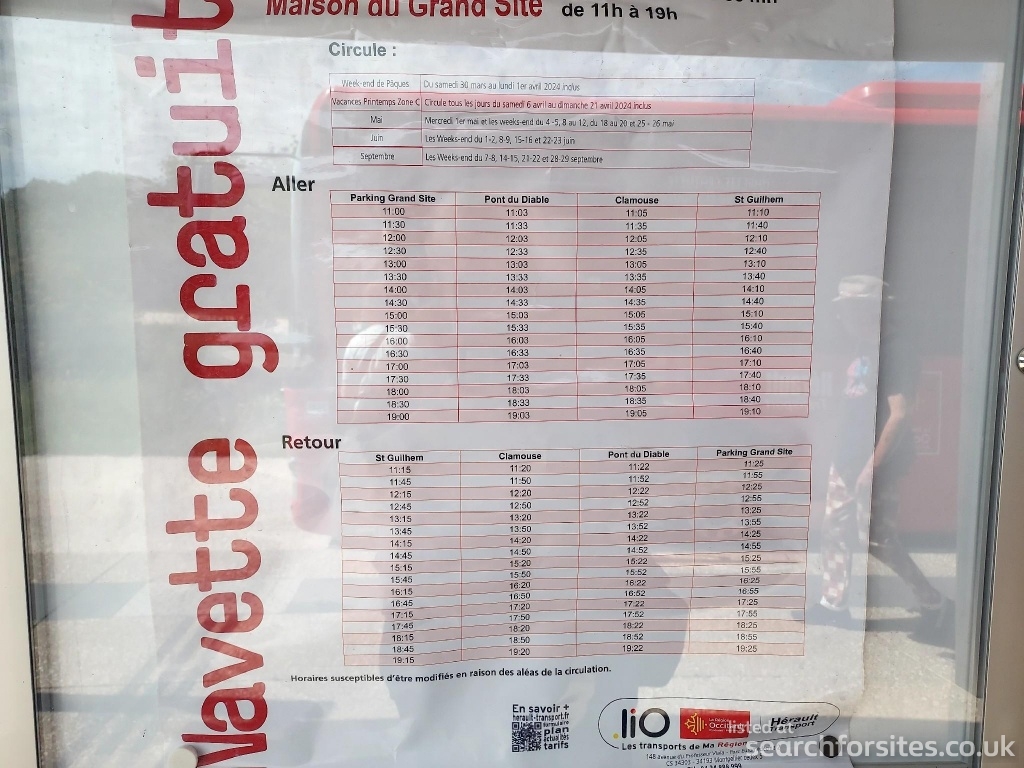 Maison du Grand Site de 11h à 19h
Navette gratuit
Circule :
Week-end de Pâques Du samedi 30 mars au lundi 1er avril 2024 inclus
Vacances Printemps Zone C Circule tous les jours du samedi 6 avril au dimanche 21 avril 2024 inclus
Mai Mercredi 1er mai et les weeks-end du 4 -5, 8 au 12, du 18 au 20 et 25 - 26 mai
Juin Les Weeks-end du 1-2, 8-9, 15-16 et 22-23 juin
Septembre Les Weeks-end du 7-8, 14-15, 21-22 et 28-29 septembre
Aller
Parking Grand Site Pont du Diable Clamouse St Guilhem
11:00 11:03 11:05 11:10
11:30 11:33 11:35 11:40
12:00 12:03 12:05 12:10
12:30 12:33 12:35 12:40
13:00 13:03 13:05 13:10
13:30 13:33 13:35 13:40
14:00 14:03 14:05 14:10
14:30 14:33 14:35 14:40
15:00 15:03 15:05 15:10
15:30 15:33 15:35 15:40
16:00 16:03 16:05 16:10
16:30 16:33 16:35 16:40
17:00 17:03 17:05 17:10
17:30 17:33 17:35 17:40
18:00 18:03 18:05 18:10
18:30 18:33 18:35 18:40
19:00 19:03 19:05 19:10
Retour
St Guilhem Clamouse Pont du Diable Parking Grand Site
11:15 11:20 11:22 11:25
11:45 11:50 11:52 11:55
12:15 12:20 12:22 12:25
12:45 12:50 12:52 12:55
13:15 13:20 13:22 13:25
13:45 13:50 13:52 13:55
14:15 14:20 14:22 14:25
14:45 14:50 14:52 14:55
15:15 15:20 15:22 15:25
15:45 15:50 15:52 15:55
16:15 16:20 16:22 16:25
16:45 16:50 16:52 16:55
17:15 17:20 17:22 17:25
17:45 17:50 17:52 17:55
18:15 18:20 18:22 18:25
18:45 18:50 18:52 18:55
19:15 19:20 19:22 19:25
Horaires susceptibles d'être modifiés en raison des aléas de la circulation.
En savoir +
herault-transport.fr
formulaire
plan
actualités
tarifs
liO
La Région
Hérault
Transport
Les transports de Ma Région
listed at
searchforsites.co.uk